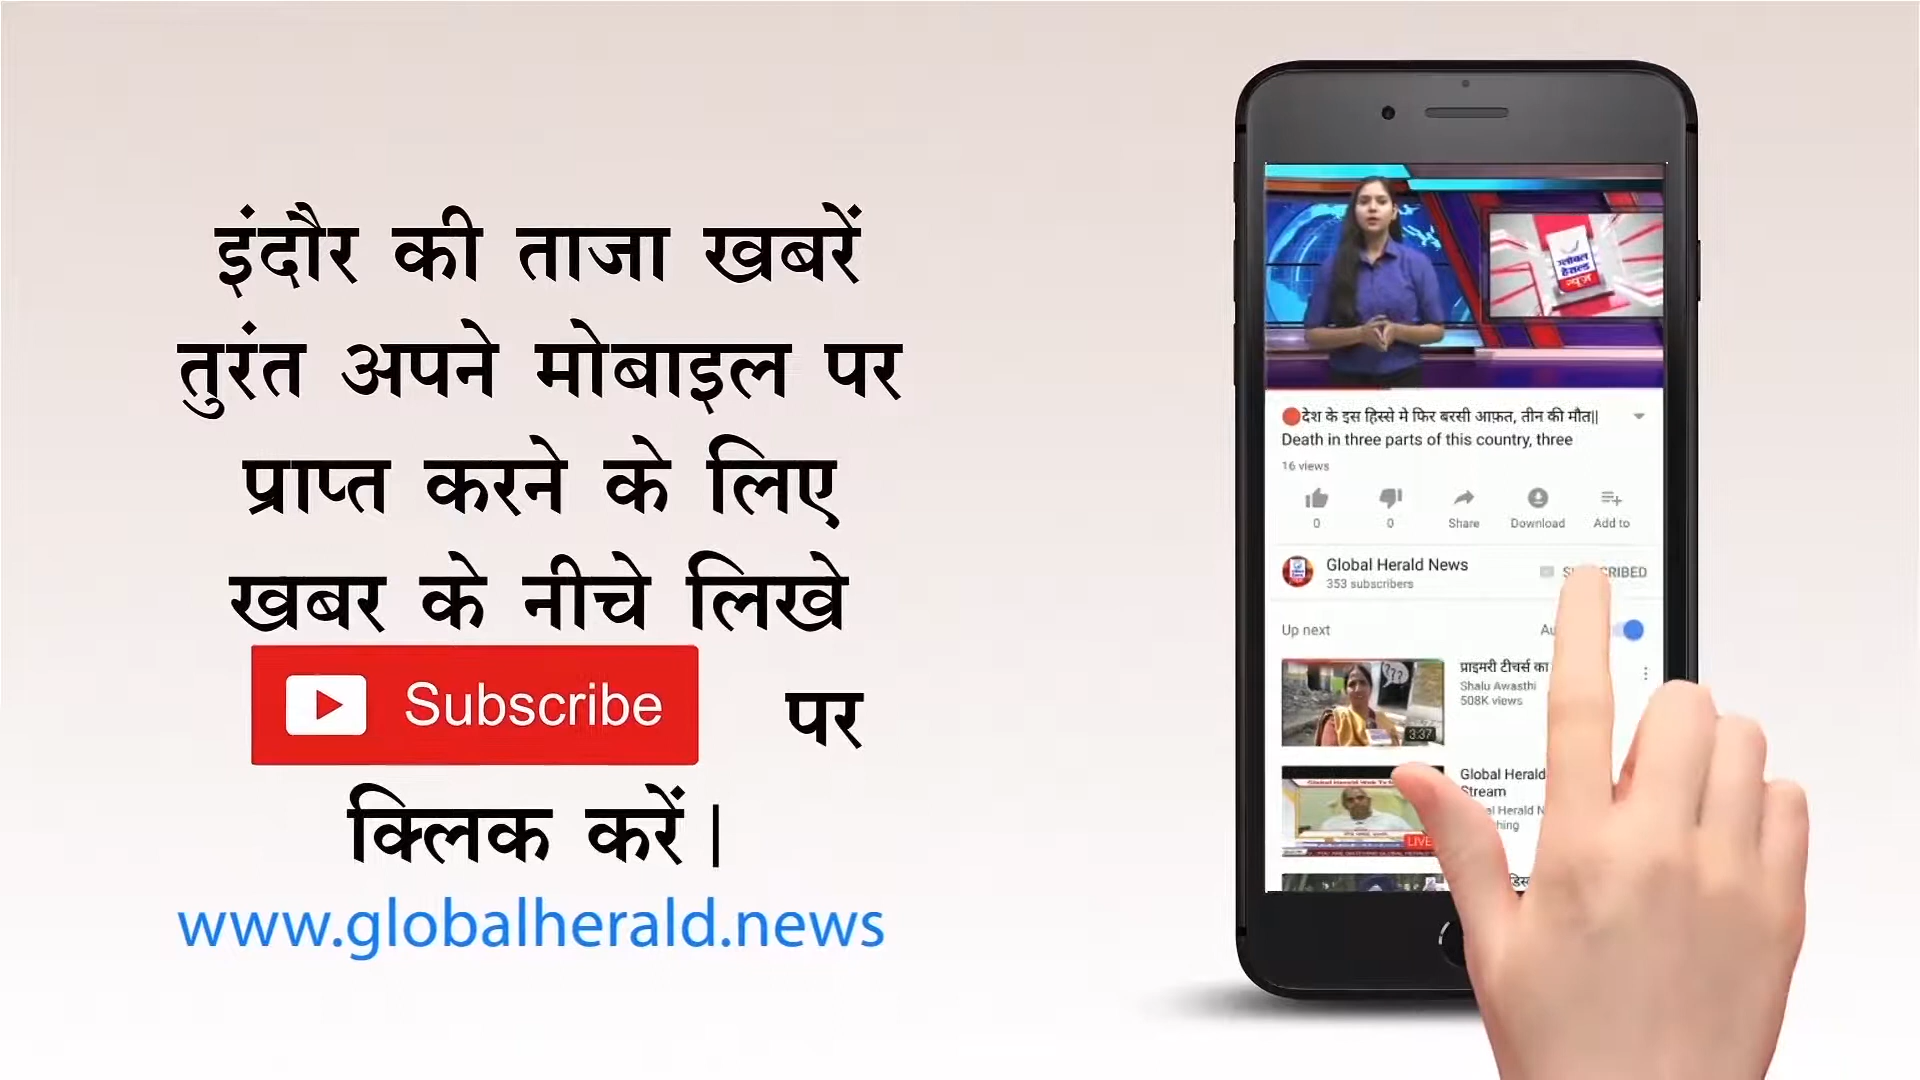 इंदौर की ताजा खबरें
तुरंत अपने मोबाइल पर
प्राप्त करने के लिए
खबर के नीचे लिखे
Subscribe पर
क्लिक करें|
www.globalherald.news
ग्लोबल
हेराल्ड
न्यूज़
देश के इस हिस्से मे फिर बरसी आफ़त, तीन की मौत||
Death in three parts of this country, three
16 views
0 0 Share Download Add to
Global Herald News
353 subscribers
Up next
प्राइमरी टीचर्स का
Shalu Awasthi
508K views
???
3:37
Global Herald
Stream
LIVE